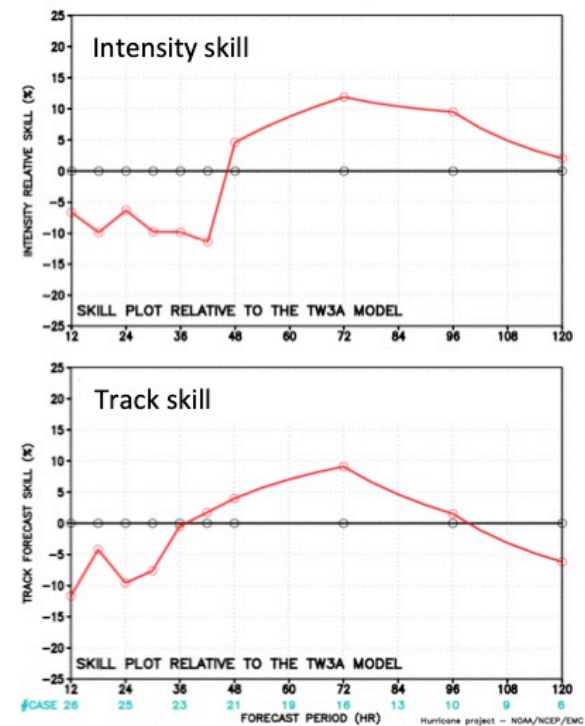 Intensity skill
INTENSITY RELATIVE SKILL (%)
25
20
15
10
5
0
-5
-10
-15
-20
-25
SKILL PLOT RELATIVE TO THE TW3A MODEL
12 24 36 48 60 72 84 96 108 120
Track skill
TRACK FORECAST SKILL (%)
25
20
15
10
5
0
-5
-10
-15
-20
-25
SKILL PLOT RELATIVE TO THE TW3A MODEL
12 24 36 48 60 72 84 96 108 120
#CASE 26 25 23 21 19 16 13 10 9 6
FORECAST PERIOD (HR)
Hurricane project - NOAA/NCEP/EMC